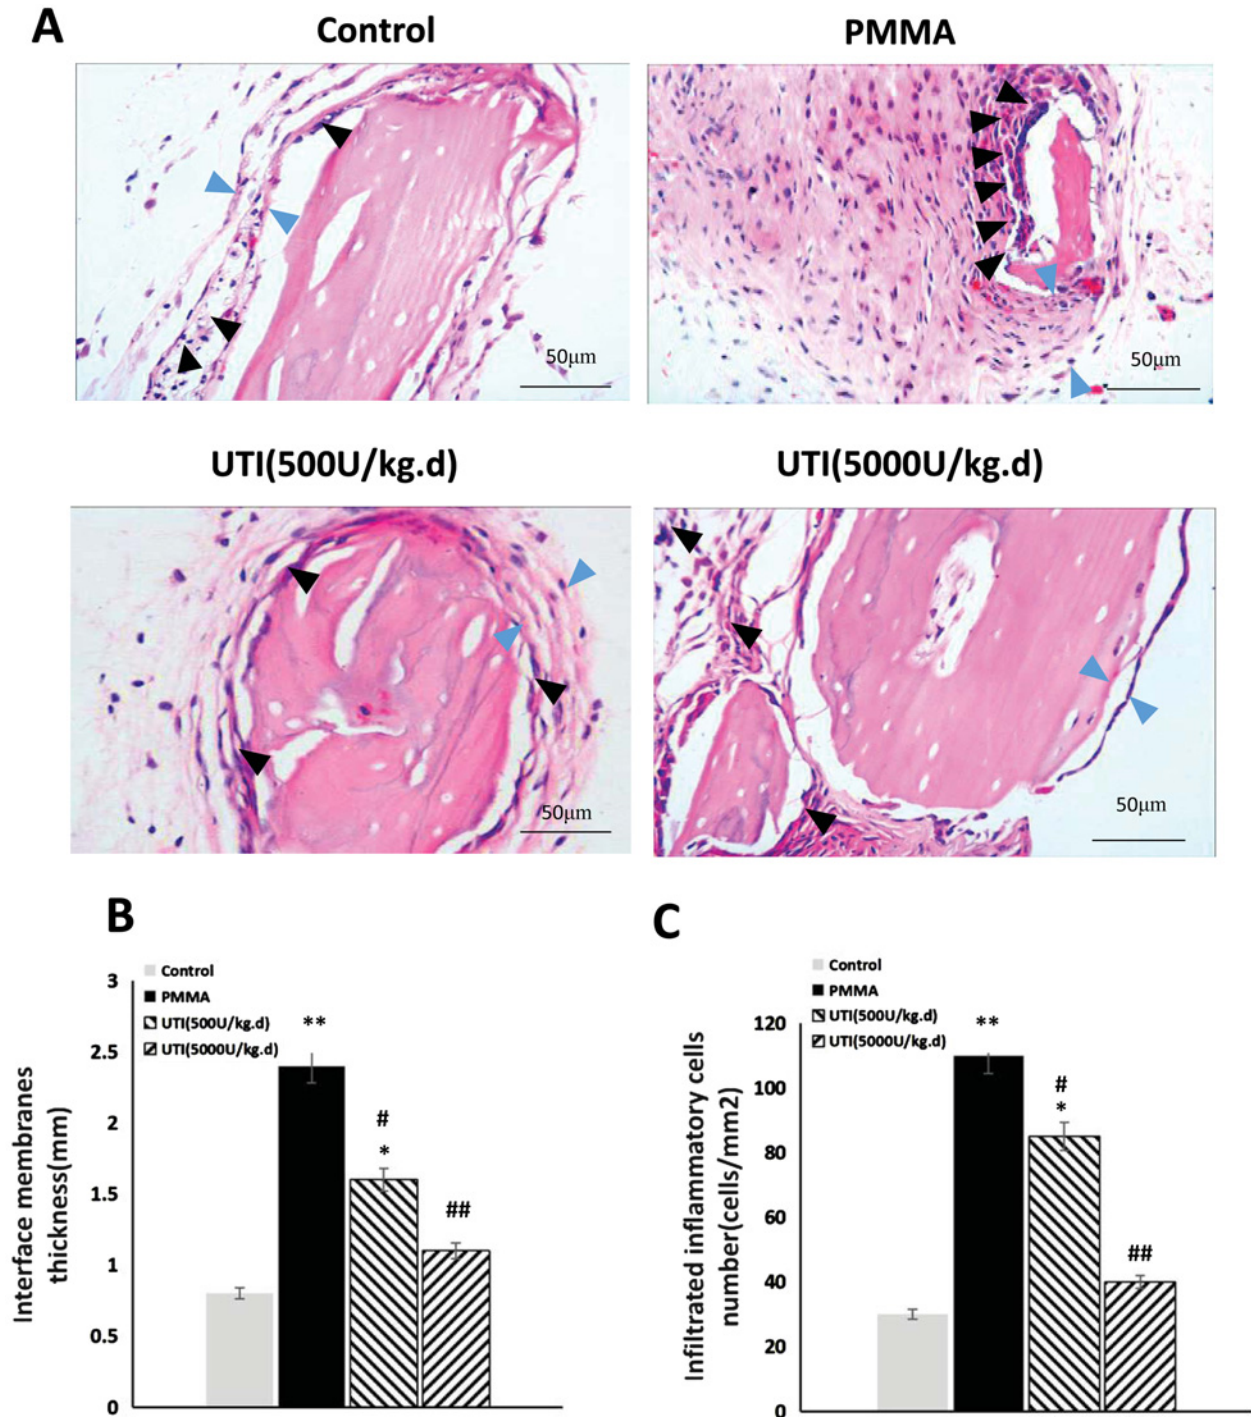 A
Control
PMMA
50μm
50μm
UTI(500U/kg.d)
UTI(5000U/kg.d)
50μm
50μm
B
Interface membranes
thickness(mm)
3
2.5
2
1.5
1
0.5
0
Control
PMMA
UTI(500U/kg.d)
UTI(5000U/kg.d)
**
#
*
##
C
Infiltrated inflammatory cells
number(cells/mm2)
120
100
80
60
40
20
0
Control
PMMA
UTI(500U/kg.d)
UTI(5000U/kg.d)
**
#
*
##